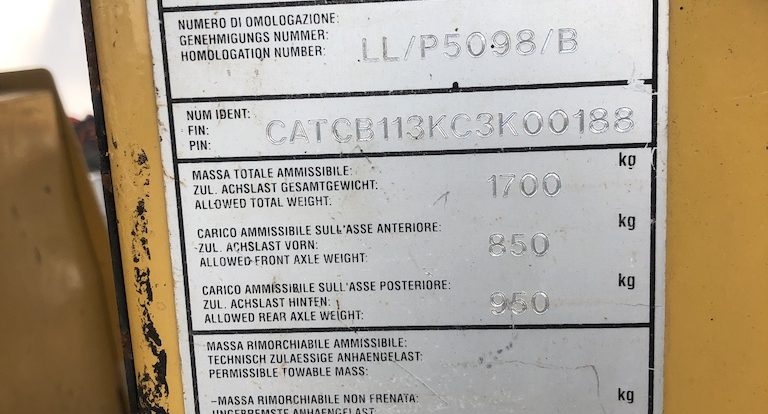 NUMERO DI OMOLOGAZIONE:
GENEHMIGUNGS NUMMER:
HOMOLOGATION NUMBER: LL/P5098/B
NUM IDENT:
FIN:
PIN: CATCB113KC3K00188
MASSA TOTALE AMMISSIBILE: kg
ZUL. ACHSLAST GESAMTGEWICHT: 1700
ALLOWED TOTAL WEIGHT:
CARICO AMMISSIBILE SULL'ASSE ANTERIORE: kg
ZUL. ACHSLAST VORN: 850
ALLOWED FRONT AXLE WEIGHT:
CARICO AMMISSIBILE SULL'ASSE POSTERIORE: kg
ZUL. ACHSLAST HINTEN: 950
ALLOWED REAR AXLE WEIGHT:
MASSA RIMORCHIABILE AMMISSIBILE:
TECHNISCH ZULAESSIGE ANHAENGELAST:
PERMISSIBLE TOWABLE MASS:
-MASSA RIMORCHIABILE NON FRENATA: kg
UNGEBREMSTE ANHAENGELAST: